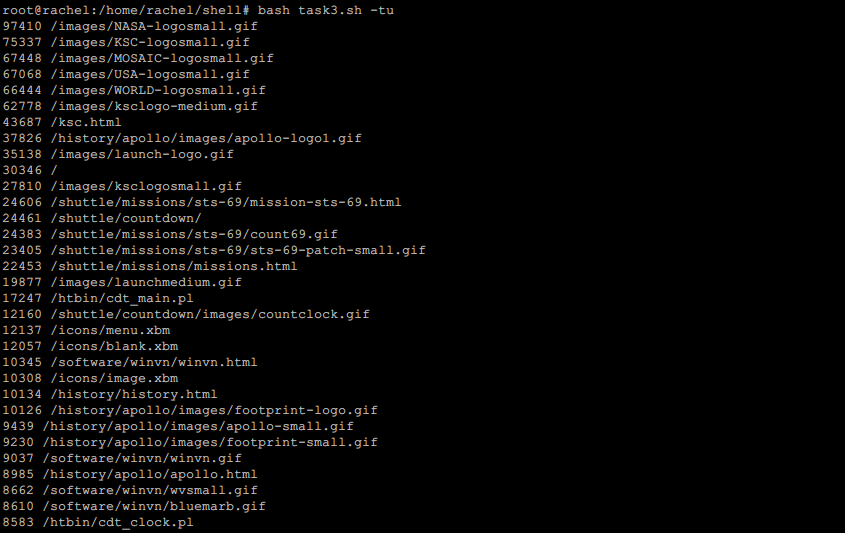 root@rachel:/home/rachel/shell# bash task3.sh -tu
97410 /images/NASA-logosmall.gif
75337 /images/KSC-logosmall.gif
67448 /images/MOSAIC-logosmall.gif
67068 /images/USA-logosmall.gif
66444 /images/WORLD-logosmall.gif
62778 /images/ksclogo-medium.gif
43687 /ksc.html
37826 /history/apollo/images/apollo-logo1.gif
35138 /images/launch-logo.gif
30346 /
27810 /images/ksclogosmall.gif
24606 /shuttle/missions/sts-69/mission-sts-69.html
24461 /shuttle/countdown/
24383 /shuttle/missions/sts-69/count69.gif
23405 /shuttle/missions/sts-69/sts-69-patch-small.gif
22453 /shuttle/missions/missions.html
19877 /images/launchmedium.gif
17247 /htbin/cdt_main.pl
12160 /shuttle/countdown/images/countclock.gif
12137 /icons/menu.xbm
12057 /icons/blank.xbm
10345 /software/winvn/winvn.html
10308 /icons/image.xbm
10134 /history/history.html
10126 /history/apollo/images/footprint-logo.gif
9439 /history/apollo/images/apollo-small.gif
9230 /history/apollo/images/footprint-small.gif
9037 /software/winvn/winvn.gif
8985 /history/apollo/apollo.html
8662 /software/winvn/wvsmall.gif
8610 /software/winvn/bluemarb.gif
8583 /htbin/cdt_clock.pl